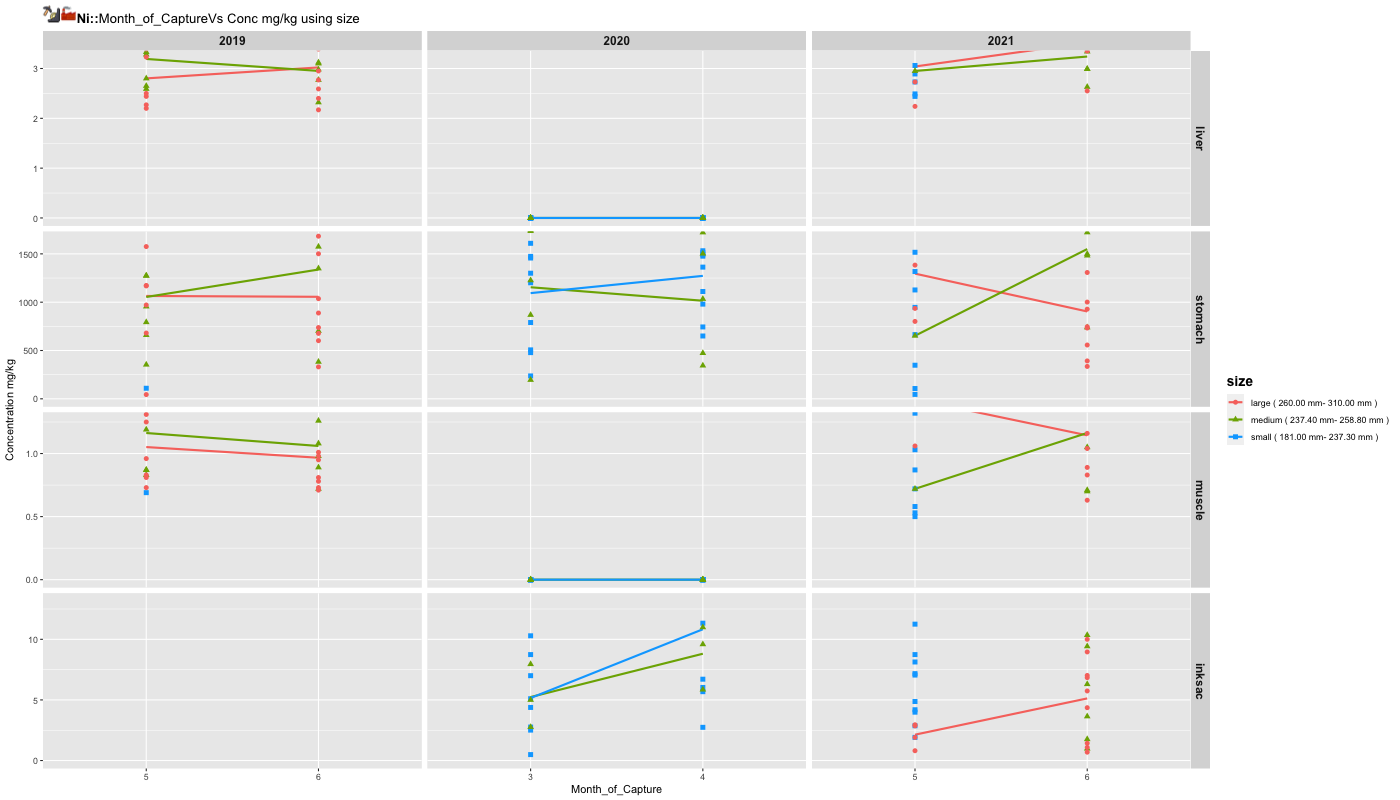 Ni::Month_of_CaptureVs Conc mg/kg using size
2019
2020
2021
3
2
1
0
liver
1500
1000
500
0
stomach
1.0
0.5
0.0
muscle
10
5
0
inksac
5
6
3
4
5
6
Month_of_Capture
Concentration mg/kg
size
large ( 260.00 mm- 310.00 mm )
medium ( 237.40 mm- 258.80 mm )
small ( 181.00 mm- 237.30 mm )